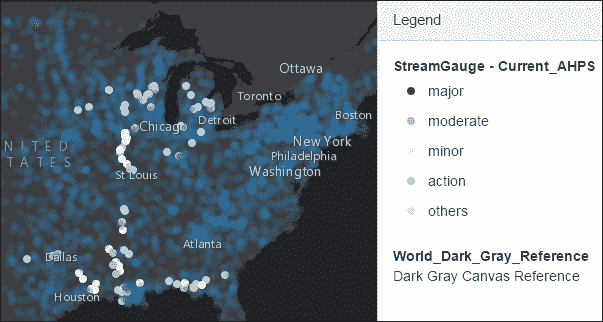 Ottawa
Toronto
Boston
Detroit
Chicago
New York
NITED
TATES
Philadelphia
Washington
St Louis
Atlanta
Dallas
Houston
Legend
StreamGauge - Current_AHPS
major
moderate
minor
action
others
World_Dark_Gray_Reference
Dark Gray Canvas Reference